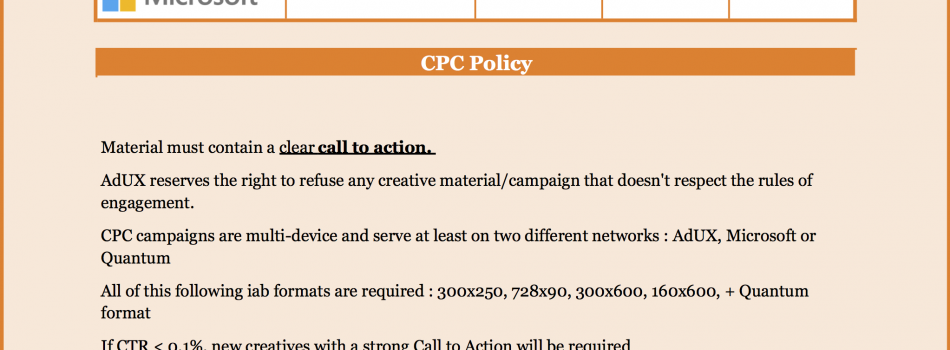 Microsoft
CPC Policy
Material must contain a clear call to action.
AdUX reserves the right to refuse any creative material/campaign that doesn't respect the rules of
engagement.
CPC campaigns are multi-device and serve at least on two different networks : AdUX, Microsoft or
Quantum
All of this following iab formats are required : 300x250, 728x90, 300x600, 160x600, + Quantum
format
If CTR < 0.1%, new creatives with a strong Call to Action will be required